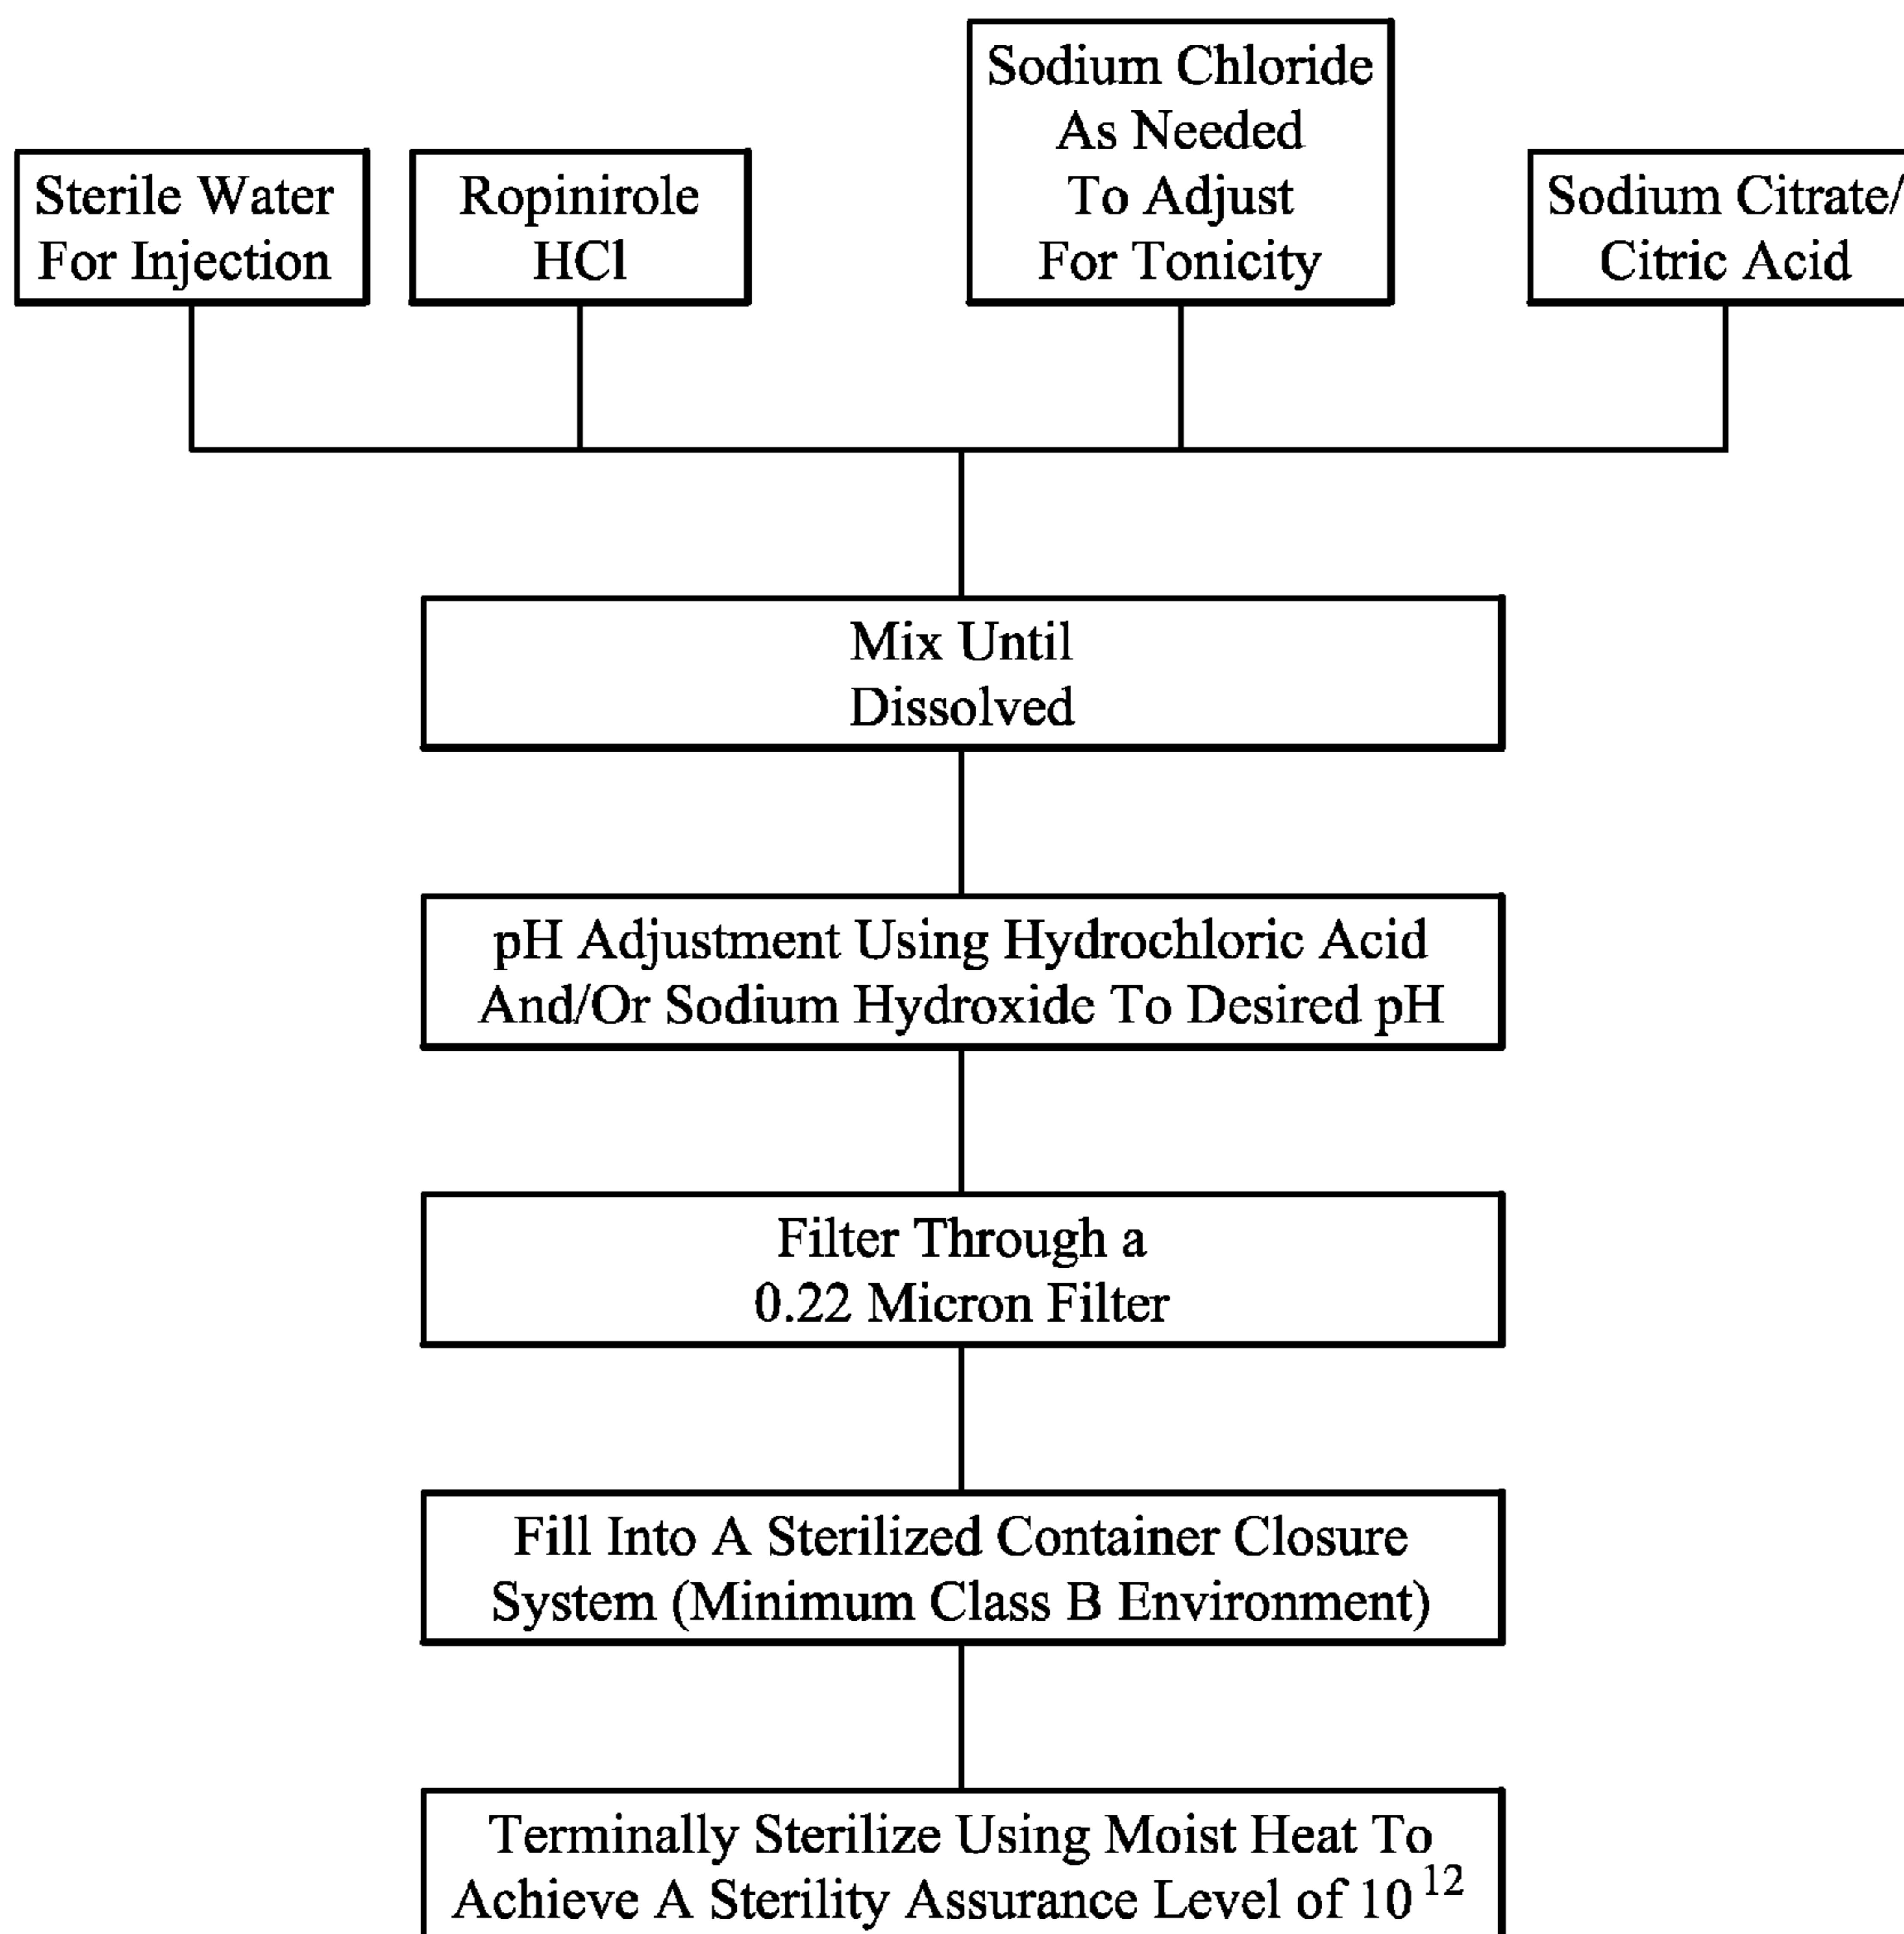 Sterile Water
For Injection
Ropinirole
HCl
Sodium Chloride
As Needed
To Adjust
For Tonicity
Sodium Citrate/
Citric Acid
Mix Until
Dissolved
pH Adjustment Using Hydrochloric Acid
And/Or Sodium Hydroxide To Desired pH
Filter Through a
0.22 Micron Filter
Fill Into A Sterilized Container Closure
System (Minimum Class B Environment)
Terminally Sterilize Using Moist Heat To
Achieve A Sterility Assurance Level of 10¹²